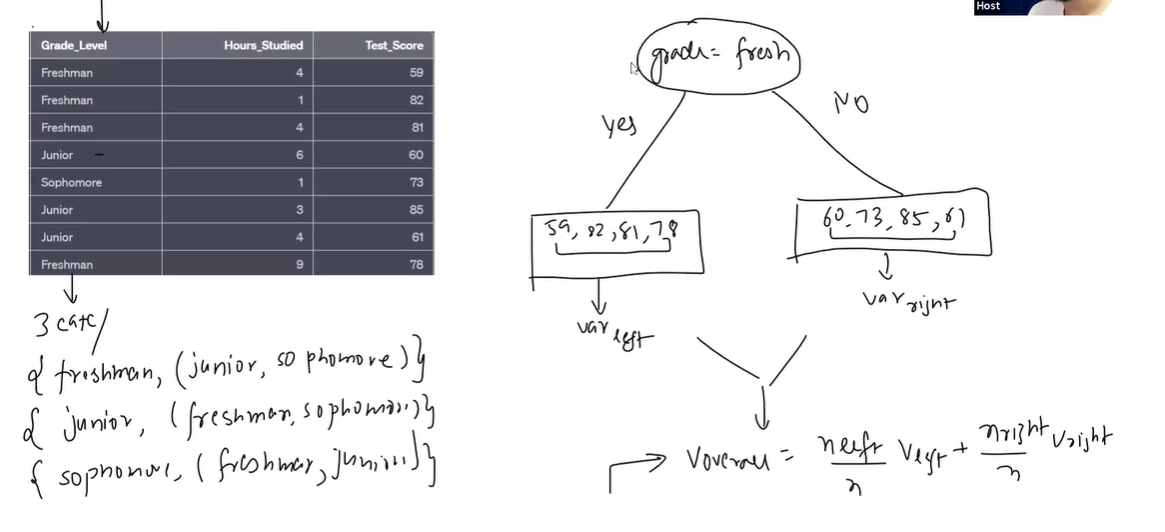 Host
Grade_Level Hours_Studied Test_Score
Freshman 4 59
Freshman 1 82
Freshman 4 81
Junior – 6 60
Sophomore 1 73
Junior 3 85
Junior 4 61
Freshman 9 78
3 cate/
{ freshman, (junior, sophomore)}
{ junior, (freshman, sophomore)}
{ sophomore, (freshman, junior)}
grade = fresh
yes
NO
59, 82, 81, 78
60, 73, 85, 61
var left
var right
Voverall = nleft/n Vleft + nright/n Vright